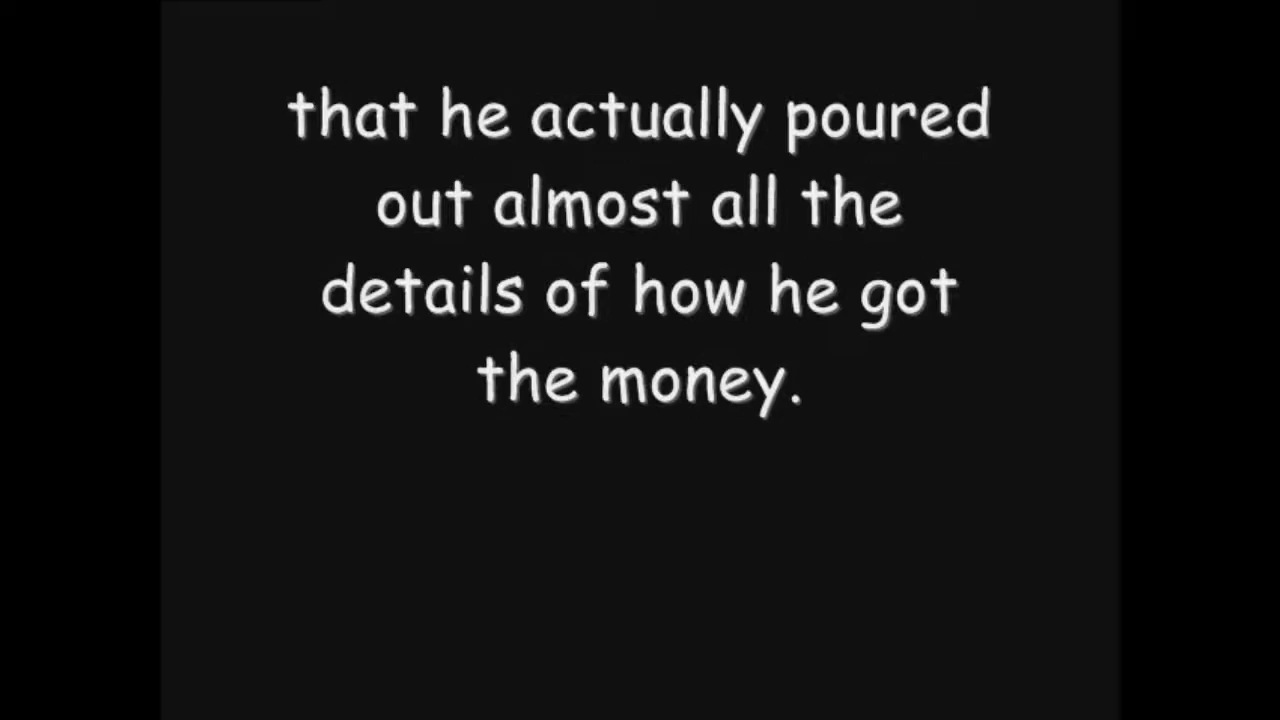 that he actually poured
out almost all the
details of how he got
the money.